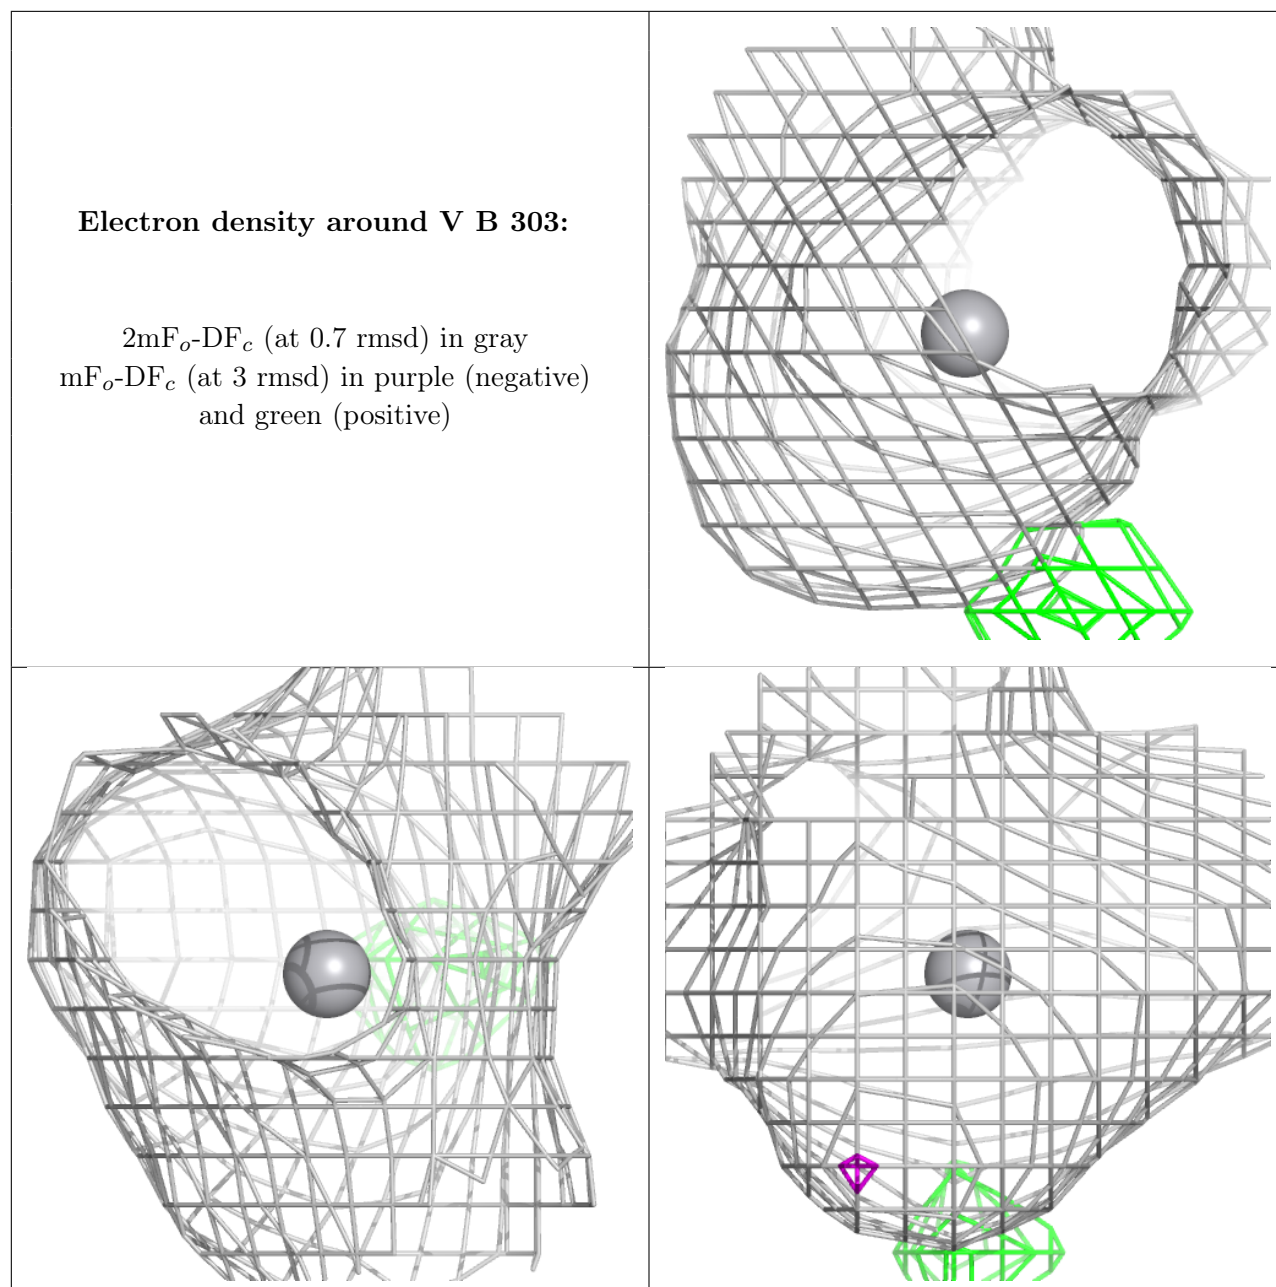 Electron density around V B 303:
2mFo-DFc (at 0.7 rmsd) in gray
mFo-DFc (at 3 rmsd) in purple (negative)
and green (positive)